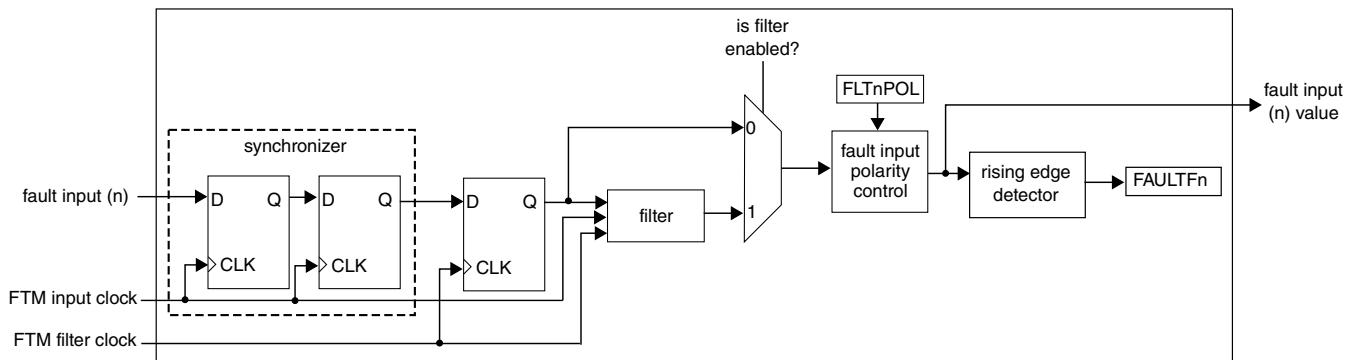 is filter
enabled?
FLTnPOL
fault input
(n) value
0
synchronizer
fault input
polarity
control
rising edge
detector
FAULTFn
fault input (n)
D Q D Q D Q
filter
1
CLK CLK CLK
FTM input clock
FTM filter clock